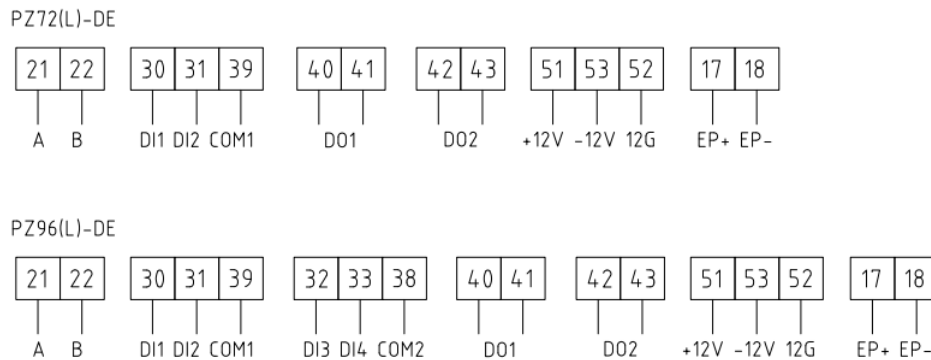 PZ72(L)-DE
21 22 30 31 39 40 41 42 43 51 53 52 17 18
A B DI1 DI2 COM1 DO1 DO2 +12V -12V 12G EP+ EP-
PZ96(L)-DE
21 22 30 31 39 32 33 38 40 41 42 43 51 53 52 17 18
A B DI1 DI2 COM1 DI3 DI4 COM2 DO1 DO2 +12V -12V 12G EP+ EP-